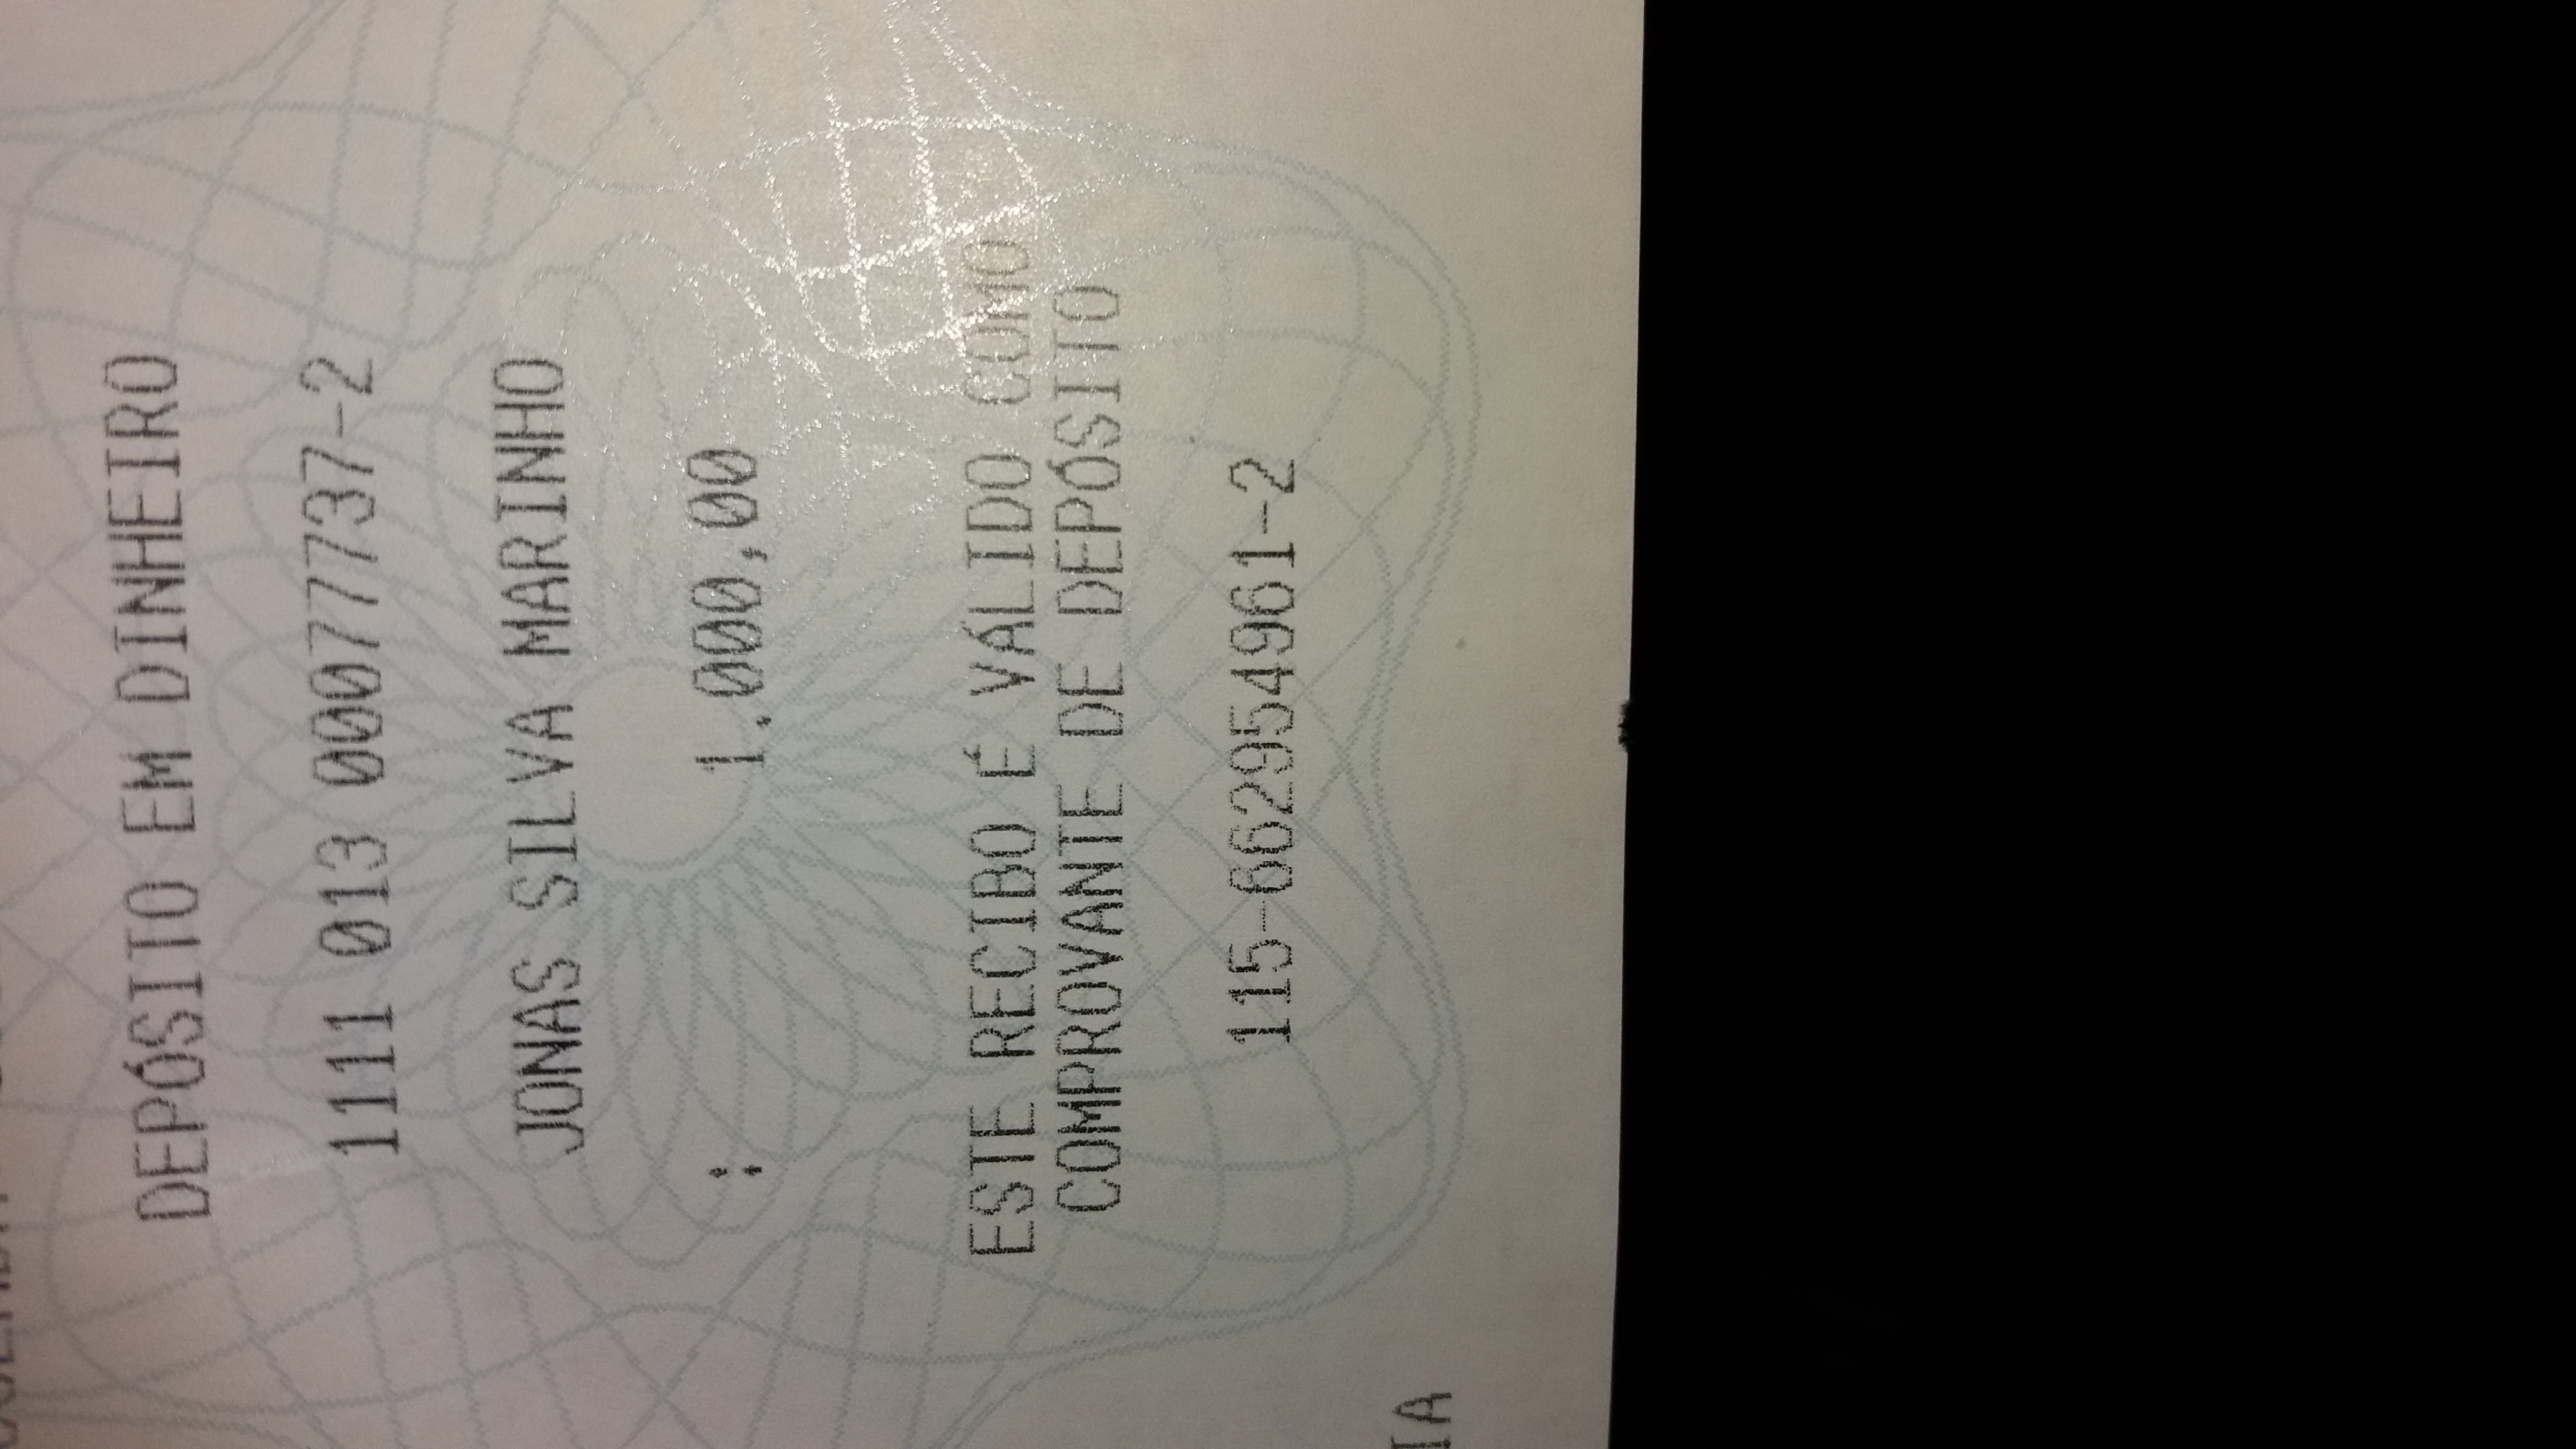 DEPÓSITO EM DINHEIRO
1111 013 00077737-2
JONAS SILVA MARINHO
: 1.000,00
ESTE RECIBO É VÁLIDO COMO
COMPROVANTE DE DEPÓSITO
115-662954961-2